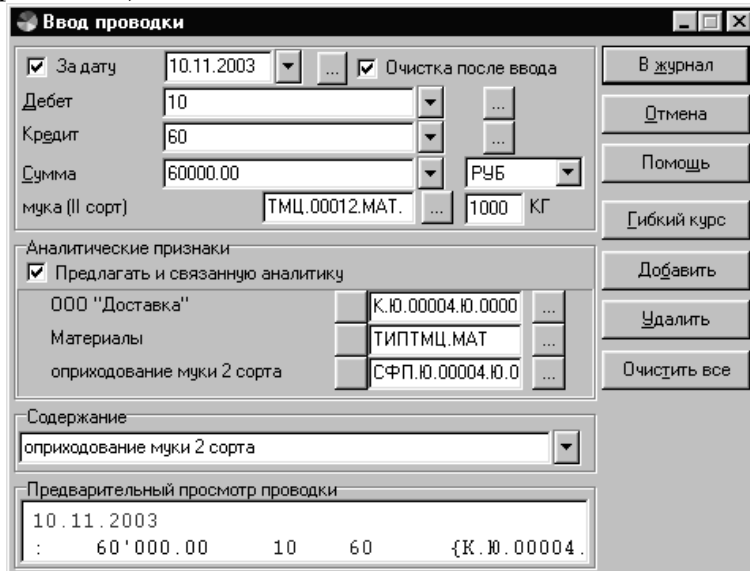 Ввод проводки
За дату 10.11.2003 ... Очистка после ввода
Дебет 10 ...
Кредит 60 ...
Сумма 60000.00 РУБ
мука (II сорт) ТМЦ.00012.МАТ. ... 1000 КГ
Аналитические признаки
Предлагать и связанную аналитику
ООО "Доставка" К.Ю.00004.Ю.0000 ...
Материалы ТИПТМЦ.МАТ ...
оприходование муки 2 сорта СФП.Ю.00004.Ю.0 ...
Содержание
оприходование муки 2 сорта
Предварительный просмотр проводки
10.11.2003
: 60'000.00 10 60 {К.Ю.00004.
В журнал
Отмена
Помощь
Гибкий курс
Добавить
Удалить
Очистить все